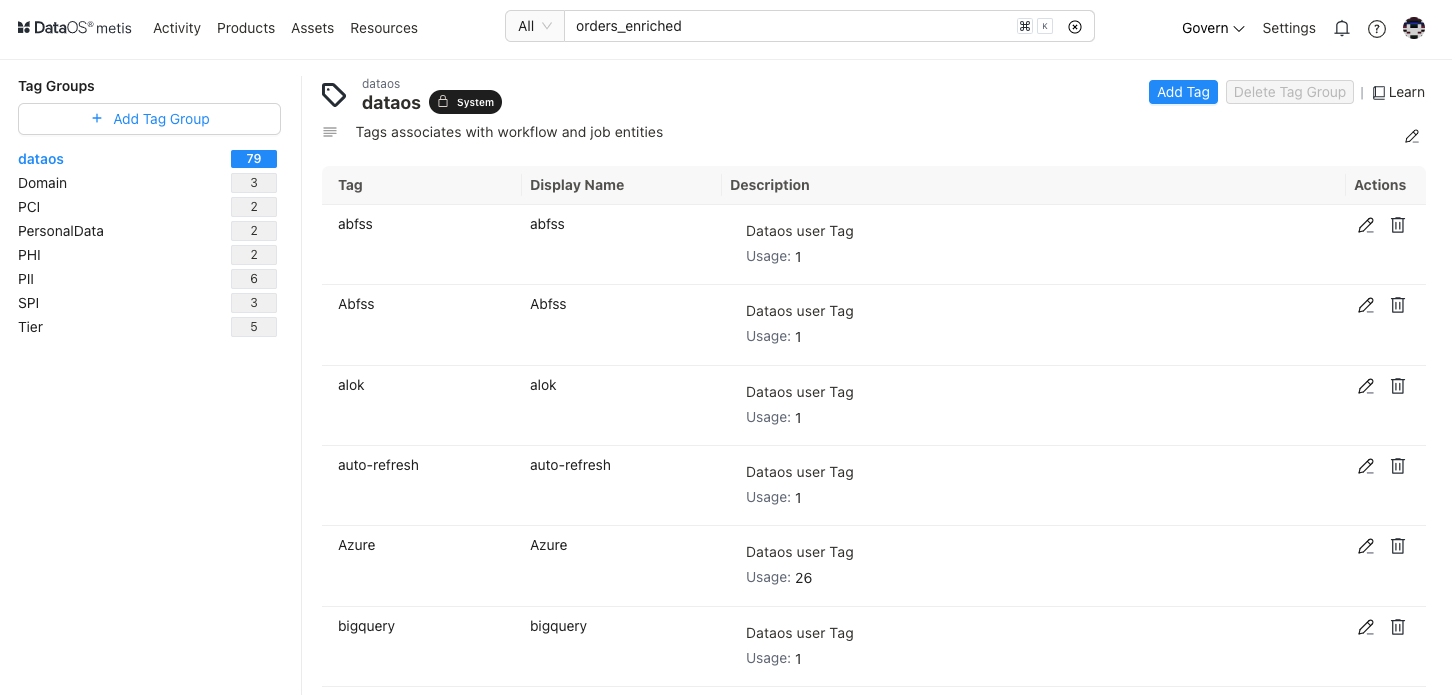 DataOS® metis Activity Products Assets Resources All orders_enriched ⌘ K Govern Settings
Tag Groups
+ Add Tag Group
dataos 79
Domain 3
PCI 2
PersonalData 2
PHI 2
PII 6
SPI 3
Tier 5
dataos
dataos System
Add Tag Delete Tag Group | Learn
Tags associates with workflow and job entities
Tag Display Name Description Actions
abfss abfss Dataos user Tag
Usage: 1
Abfss Abfss Dataos user Tag
Usage: 1
alok alok Dataos user Tag
Usage: 1
auto-refresh auto-refresh Dataos user Tag
Usage: 1
Azure Azure Dataos user Tag
Usage: 26
bigquery bigquery Dataos user Tag
Usage: 1